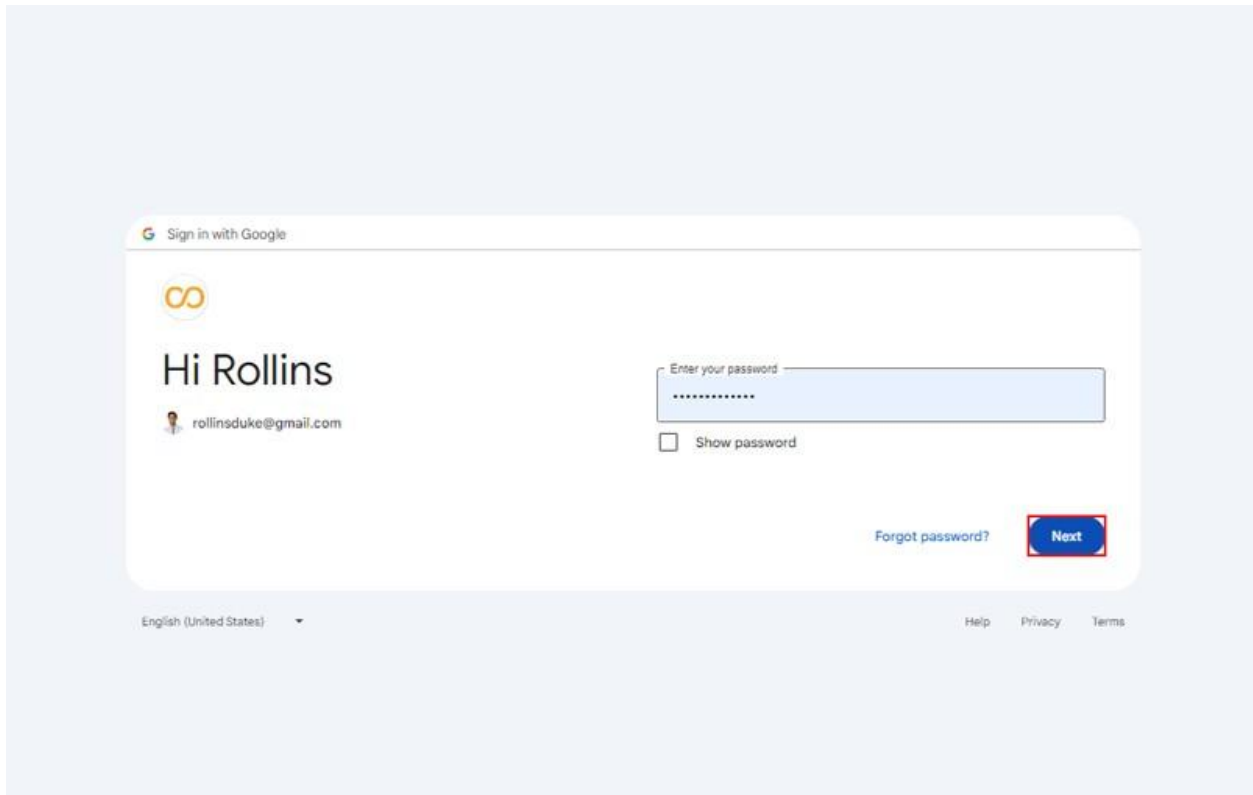 Sign in with Google
Hi Rollins
rollinsduke@gmail.com
Enter your password
•••••••••••••
Show password
Forgot password?
Next
English (United States)
Help Privacy Terms